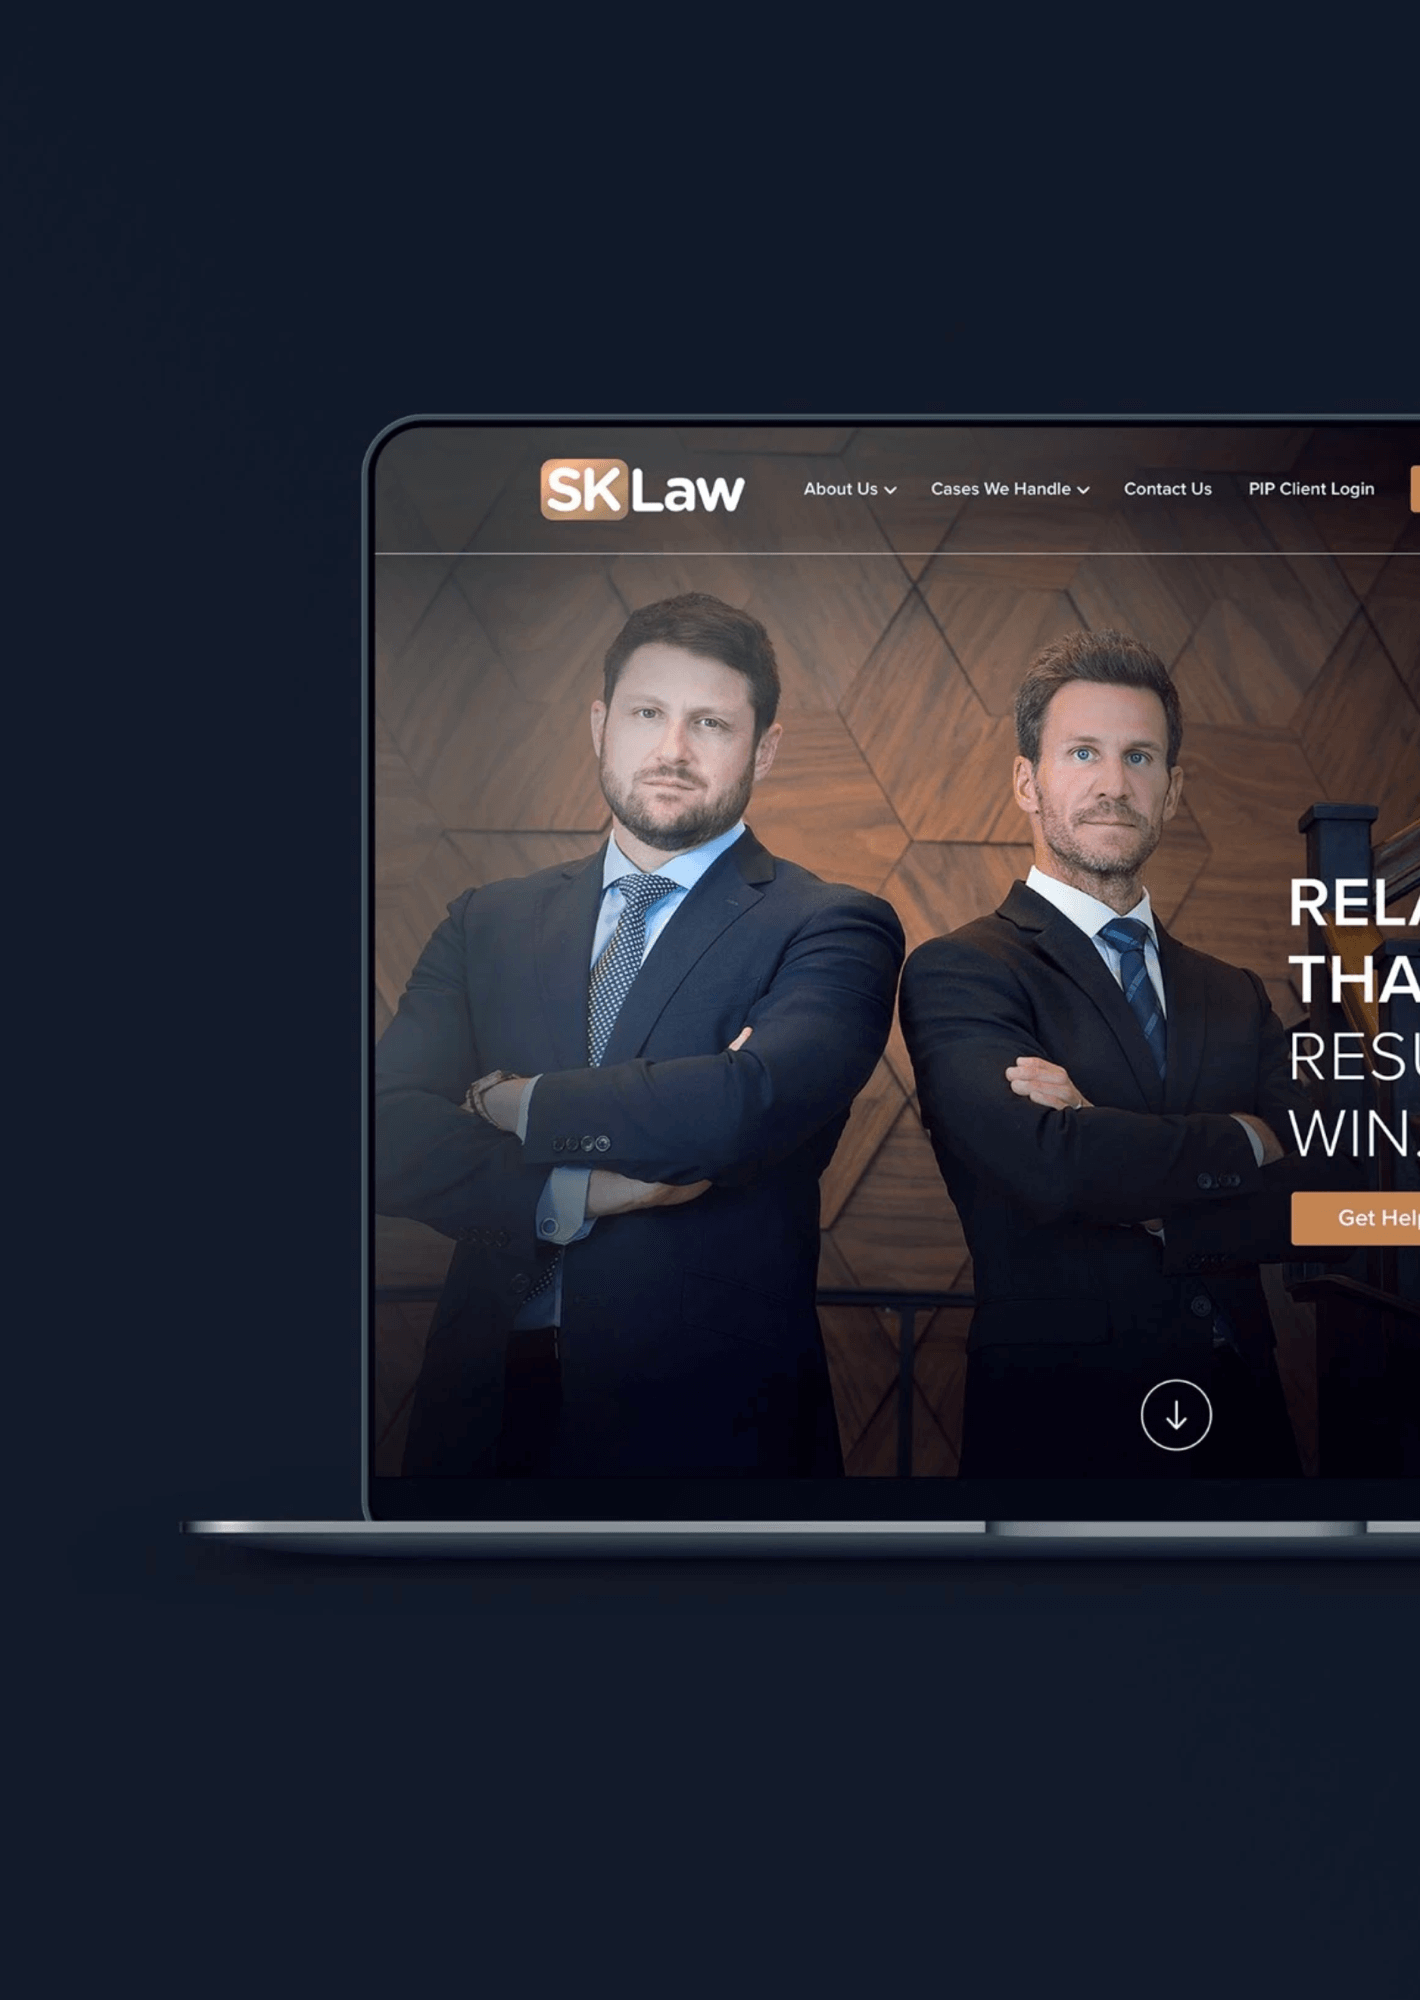 SK Law
About Us
Cases We Handle
Contact Us
PIP Client Login
RELA
THA
RESU
WIN.
Get Help